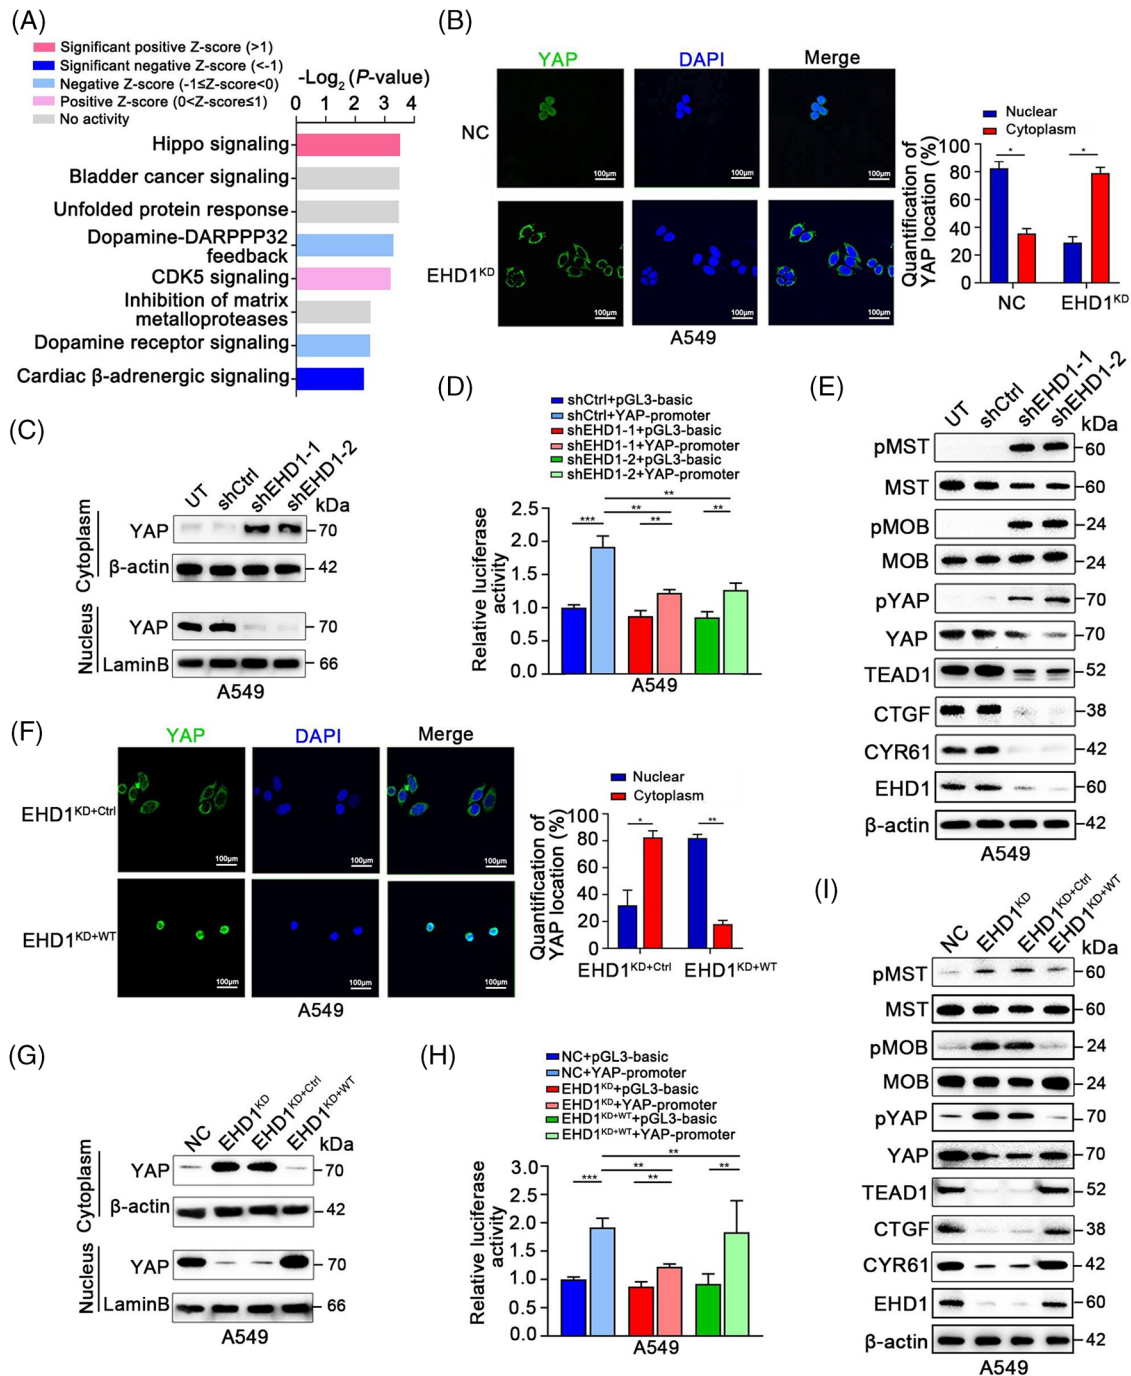 (A)
Significant positive Z-score (>1)
Significant negative Z-score (<-1)
Negative Z-score (-1≤Z-score<0)
Positive Z-score (0<Z-score≤1)
No activity
-Log2 (P-value)
0 1 2 3 4
Hippo signaling
Bladder cancer signaling
Unfolded protein response
Dopamine-DARPPP32
feedback
CDK5 signaling
Inhibition of matrix
metalloproteases
Dopamine receptor signaling
Cardiac β-adrenergic signaling
(B)
YAP DAPI Merge
NC
100μm 100μm 100μm
EHD1KD
100μm 100μm 100μm
A549
Nuclear
Cytoplasm
Quantification of
YAP location (%)
100
80
60
40
20
0
* *
NC EHD1KD
(C)
UT shCtrl shEHD1-1 shEHD1-2
kDa
Cytoplasm
YAP 70
β-actin 42
Nucleus
YAP 70
LaminB 66
A549
(D)
shCtrl+pGL3-basic
shCtrl+YAP-promoter
shEHD1-1+pGL3-basic
shEHD1-1+YAP-promoter
shEHD1-2+pGL3-basic
shEHD1-2+YAP-promoter
Relative luciferase
activity
2.5
2.0
1.5
1.0
0.5
0.0
**
**
*** ** **
A549
(E)
UT shCtrl shEHD1-1 shEHD1-2
kDa
pMST 60
MST 60
pMOB 24
MOB 24
pYAP 70
YAP 70
TEAD1 52
CTGF 38
CYR61 42
EHD1 60
β-actin 42
A549
(F)
YAP DAPI Merge
EHD1KD+Ctrl
100μm 100μm 100μm
EHD1KD+WT
100μm 100μm 100μm
A549
Nuclear
Cytoplasm
Quantification of
YAP location (%)
100
80
60
40
20
0
* **
EHD1KD+Ctrl EHD1KD+WT
(G)
NC EHD1KD EHD1KD+Ctrl EHD1KD+WT
kDa
Cytoplasm
YAP 70
β-actin 42
Nucleus
YAP 70
LaminB 66
A549
(H)
NC+pGL3-basic
NC+YAP-promoter
EHD1KD+pGL3-basic
EHD1KD+YAP-promoter
EHD1KD+WT+pGL3-basic
EHD1KD+WT+YAP-promoter
Relative luciferase
activity
3.0
2.5
2.0
1.5
1.0
0.5
0.0
**
**
*** ** **
A549
(I)
NC EHD1KD EHD1KD+Ctrl EHD1KD+WT
kDa
pMST 60
MST 60
pMOB 24
MOB 24
pYAP 70
YAP 70
TEAD1 52
CTGF 38
CYR61 42
EHD1 60
β-actin 42
A549